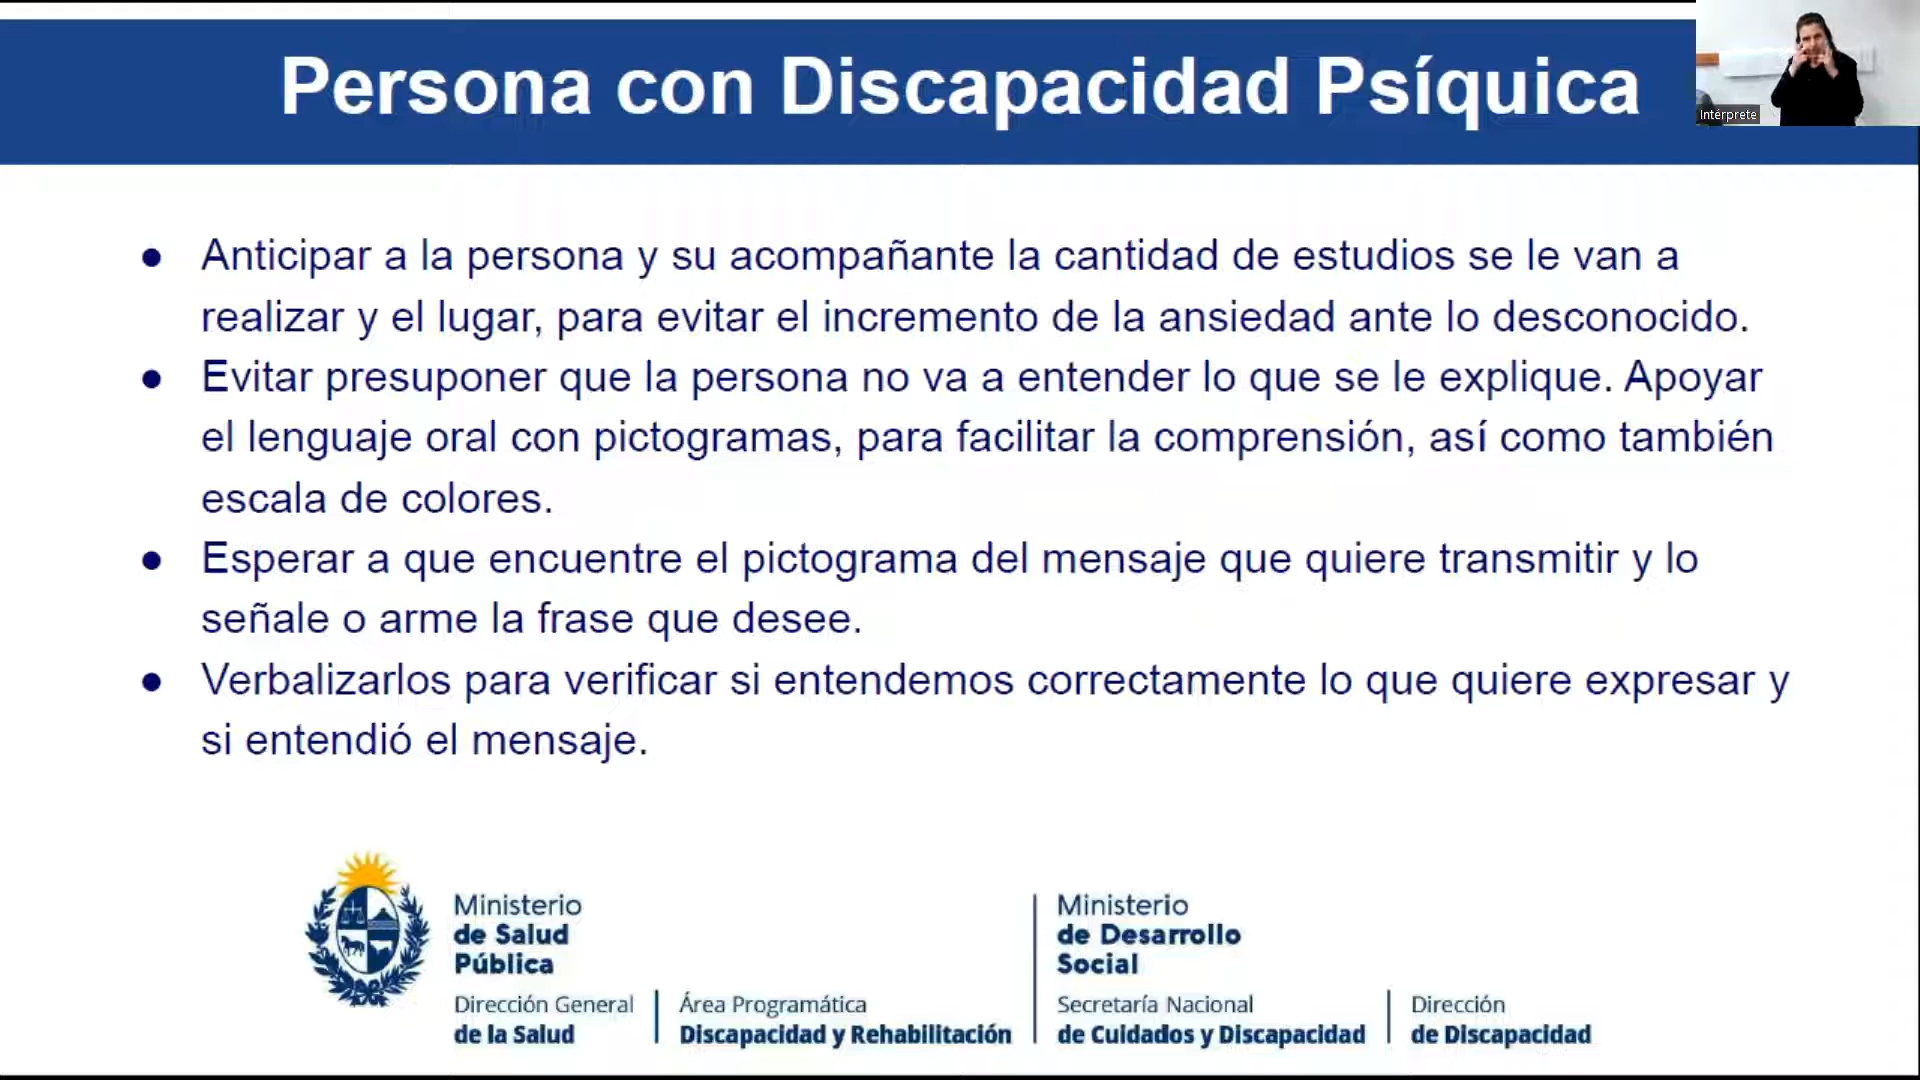 Persona con Discapacidad Psíquica
Intérprete
● Anticipar a la persona y su acompañante la cantidad de estudios se le van a
realizar y el lugar, para evitar el incremento de la ansiedad ante lo desconocido.
● Evitar presuponer que la persona no va a entender lo que se le explique. Apoyar
el lenguaje oral con pictogramas, para facilitar la comprensión, así como también
escala de colores.
● Esperar a que encuentre el pictograma del mensaje que quiere transmitir y lo
señale o arme la frase que desee.
● Verbalizarlos para verificar si entendemos correctamente lo que quiere expresar y
si entendió el mensaje.
Ministerio
de Salud
Pública
Dirección General
de la Salud
Área Programática
Discapacidad y Rehabilitación
Ministerio
de Desarrollo
Social
Secretaría Nacional
de Cuidados y Discapacidad
Dirección
de Discapacidad